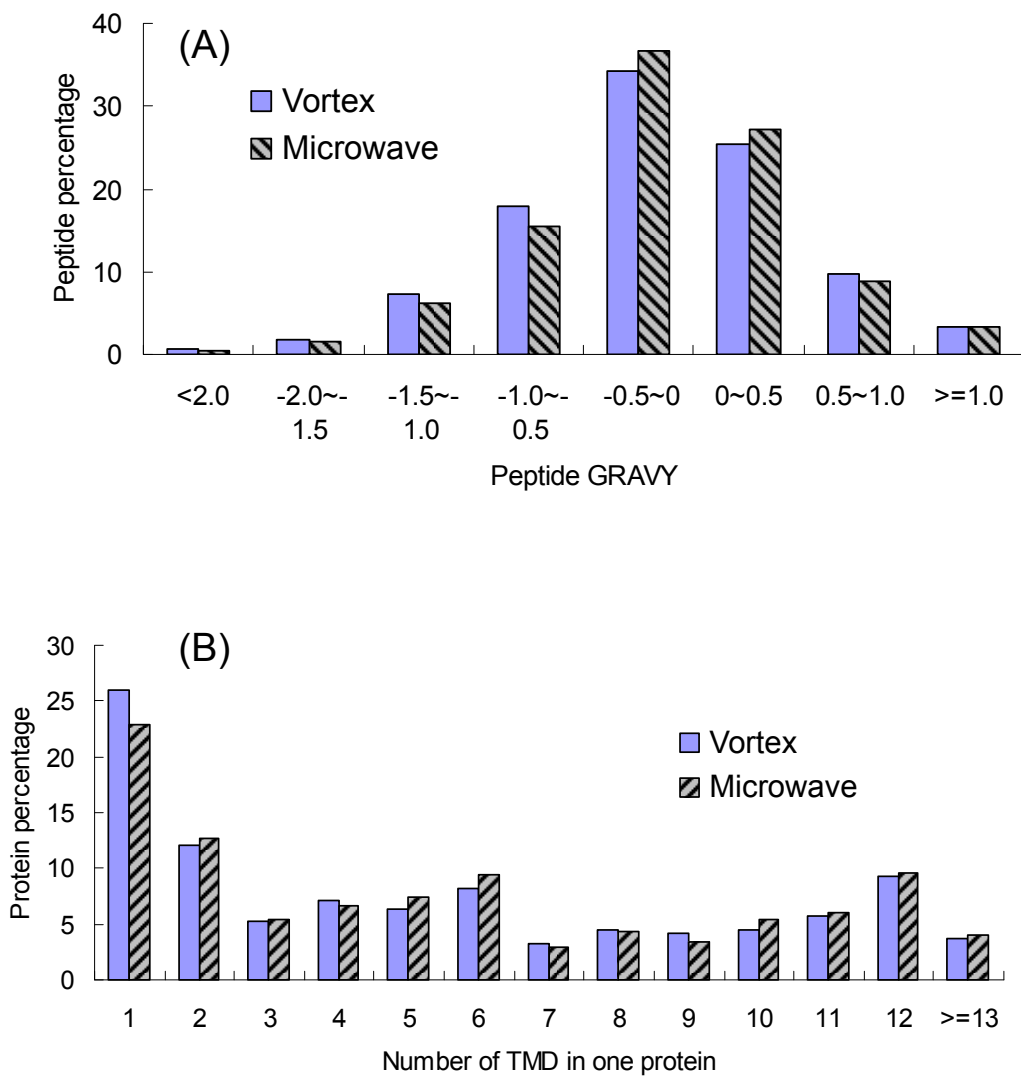 (A)
Vortex
Microwave
Peptide percentage
40
30
20
10
0
<2.0 -2.0~- -1.5~- -1.0~- -0.5~0 0~0.5 0.5~1.0 >=1.0
1.5 1.0 0.5
Peptide GRAVY
(B)
Vortex
Microwave
Protein percentage
30
25
20
15
10
5
0
1 2 3 4 5 6 7 8 9 10 11 12 >=13
Number of TMD in one protein